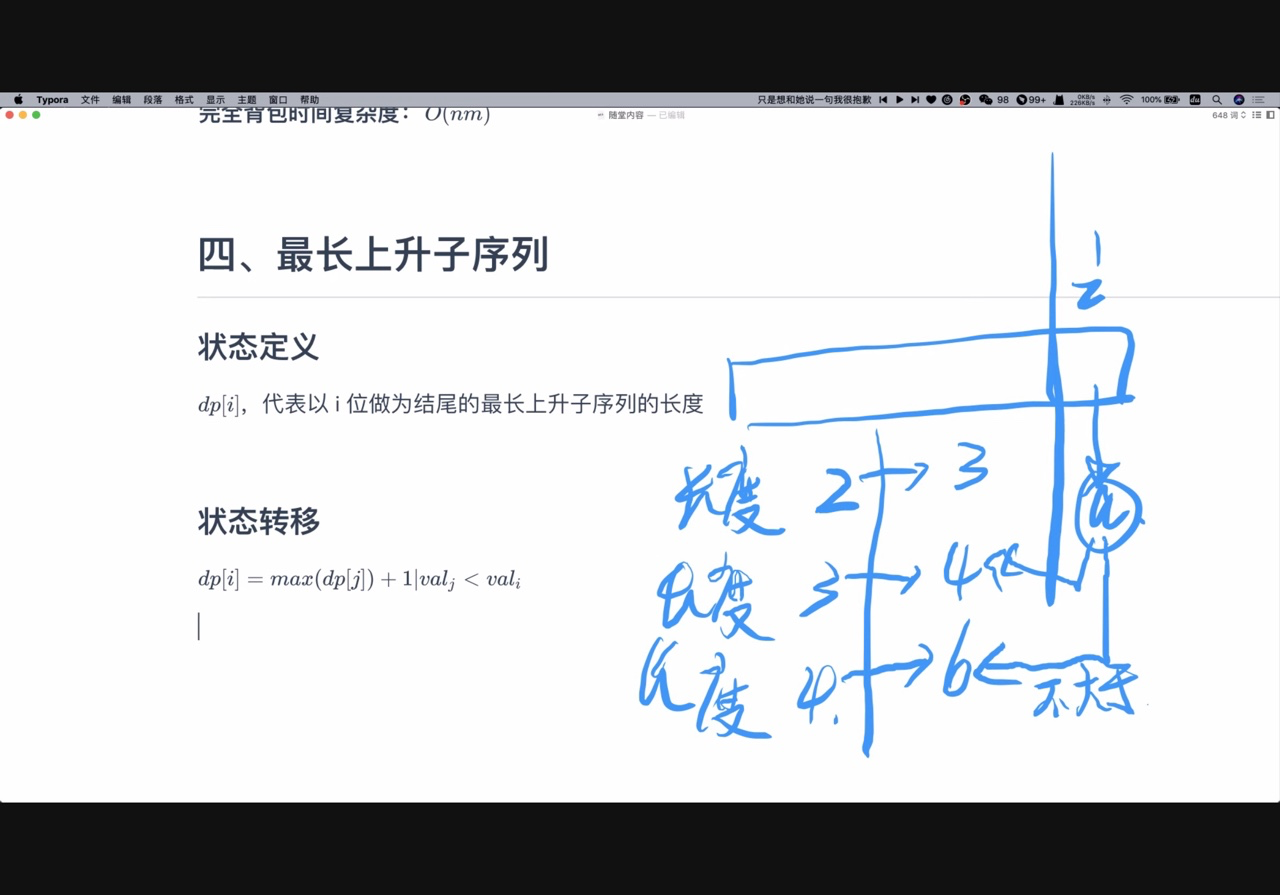 Typora 文件 编辑 段落 格式 显示 主题 窗口 帮助 只是想和她说一句我很抱歉 98 99+ 0KB/s 226KB/s 100%
完全背包时间复杂度：O(nm)
随堂内容 — 已编辑 648 词
四、最长上升子序列
状态定义
dp[i]，代表以 i 位做为结尾的最长上升子序列的长度
状态转移
dp[i] = max(dp[j]) + 1|val_j < val_i
长度 2 → 3
长度 3 → 4
长度 4. → 6
不大于